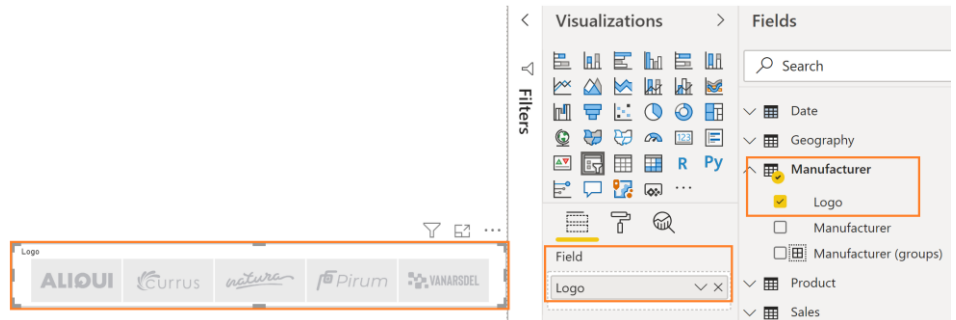 Logo
ALIQUI
Currus
natura
Pirum
VANARSDEL
Filters
Visualizations
123
R
Py
Field
Logo
Fields
Search
Date
Geography
Manufacturer
Logo
Manufacturer
Manufacturer (groups)
Product
Sales